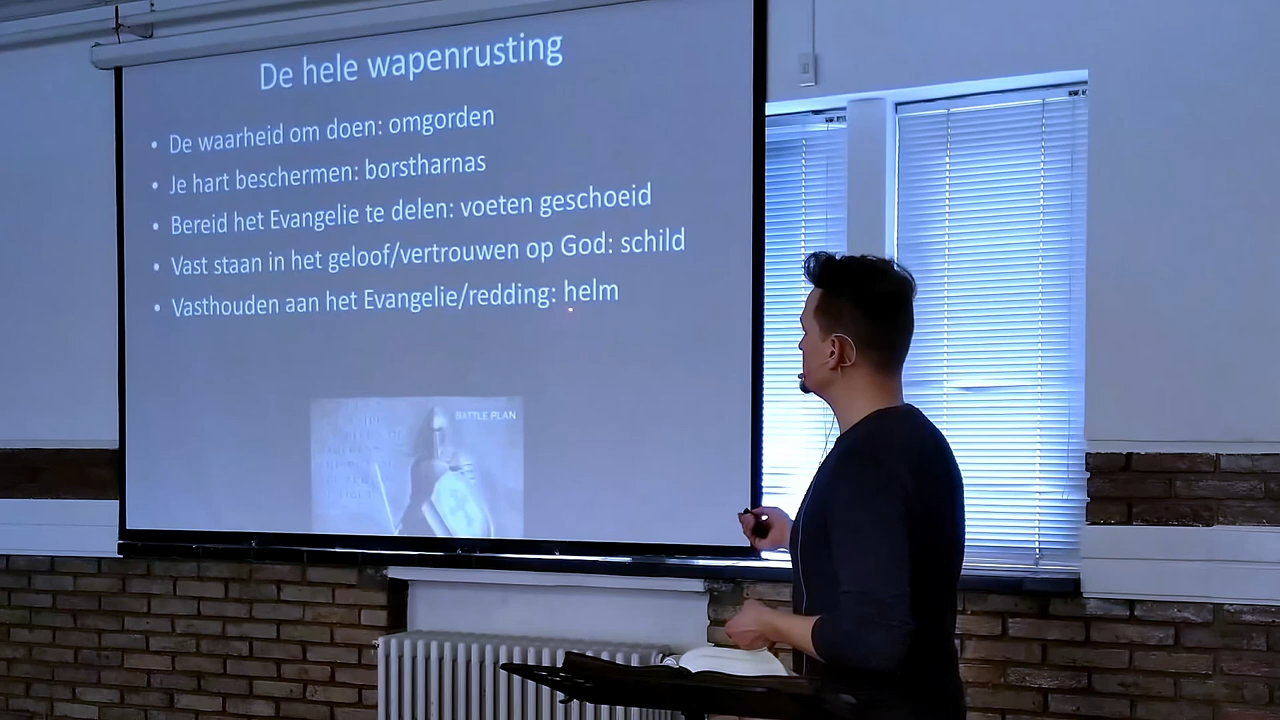 De hele wapenrusting
• De waarheid om doen: omgorden
• Je hart beschermen: borstharnas
• Bereid het Evangelie te delen: voeten geschoeid
• Vast staan in het geloof/vertrouwen op God: schild
• Vasthouden aan het Evangelie/redding: helm
BATTLE PLAN